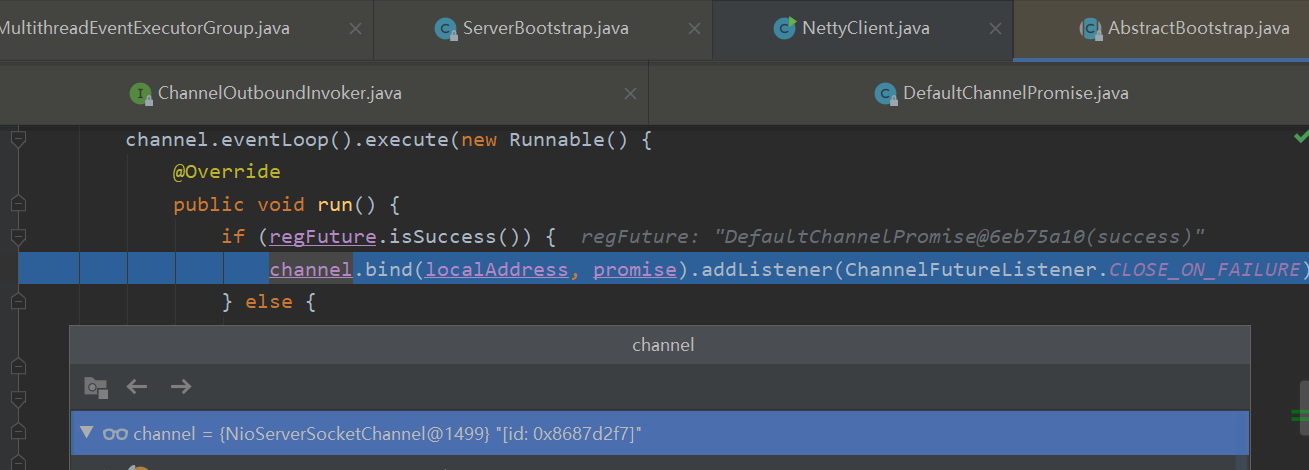 MultithreadEventExecutorGroup.java ServerBootstrap.java NettyClient.java AbstractBootstrap.java
ChannelOutboundInvoker.java DefaultChannelPromise.java
channel.eventLoop().execute(new Runnable() {
@Override
public void run() {
if (regFuture.isSuccess()) { regFuture: "DefaultChannelPromise@6eb75a10(success)"
channel.bind(localAddress, promise).addListener(ChannelFutureListener.CLOSE_ON_FAILURE)
} else {
channel
channel = {NioServerSocketChannel@1499} "[id: 0x8687d2f7]"